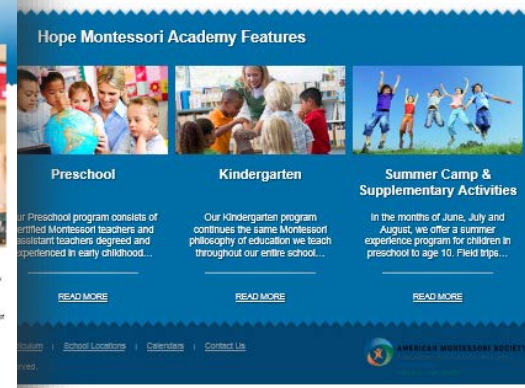 Hope Montessori Academy Features
Preschool
ur Preschool program consists of
ertified Montessori teachers and
assistant teachers degreed and
experienced in early childhood...
READ MORE
Kindergarten
Our Kindergarten program
continues the same Montessori
philosophy of education we teach
throughout our entire school...
READ MORE
Summer Camp &
Supplementary Activities
In the months of June, July and
August, we offer a summer
experience program for children in
preschool to age 10. Field trips...
READ MORE
riculum | School Locations | Calendars | Contact Us
rved.
AMERICAN MONTESSORI SOCIETY